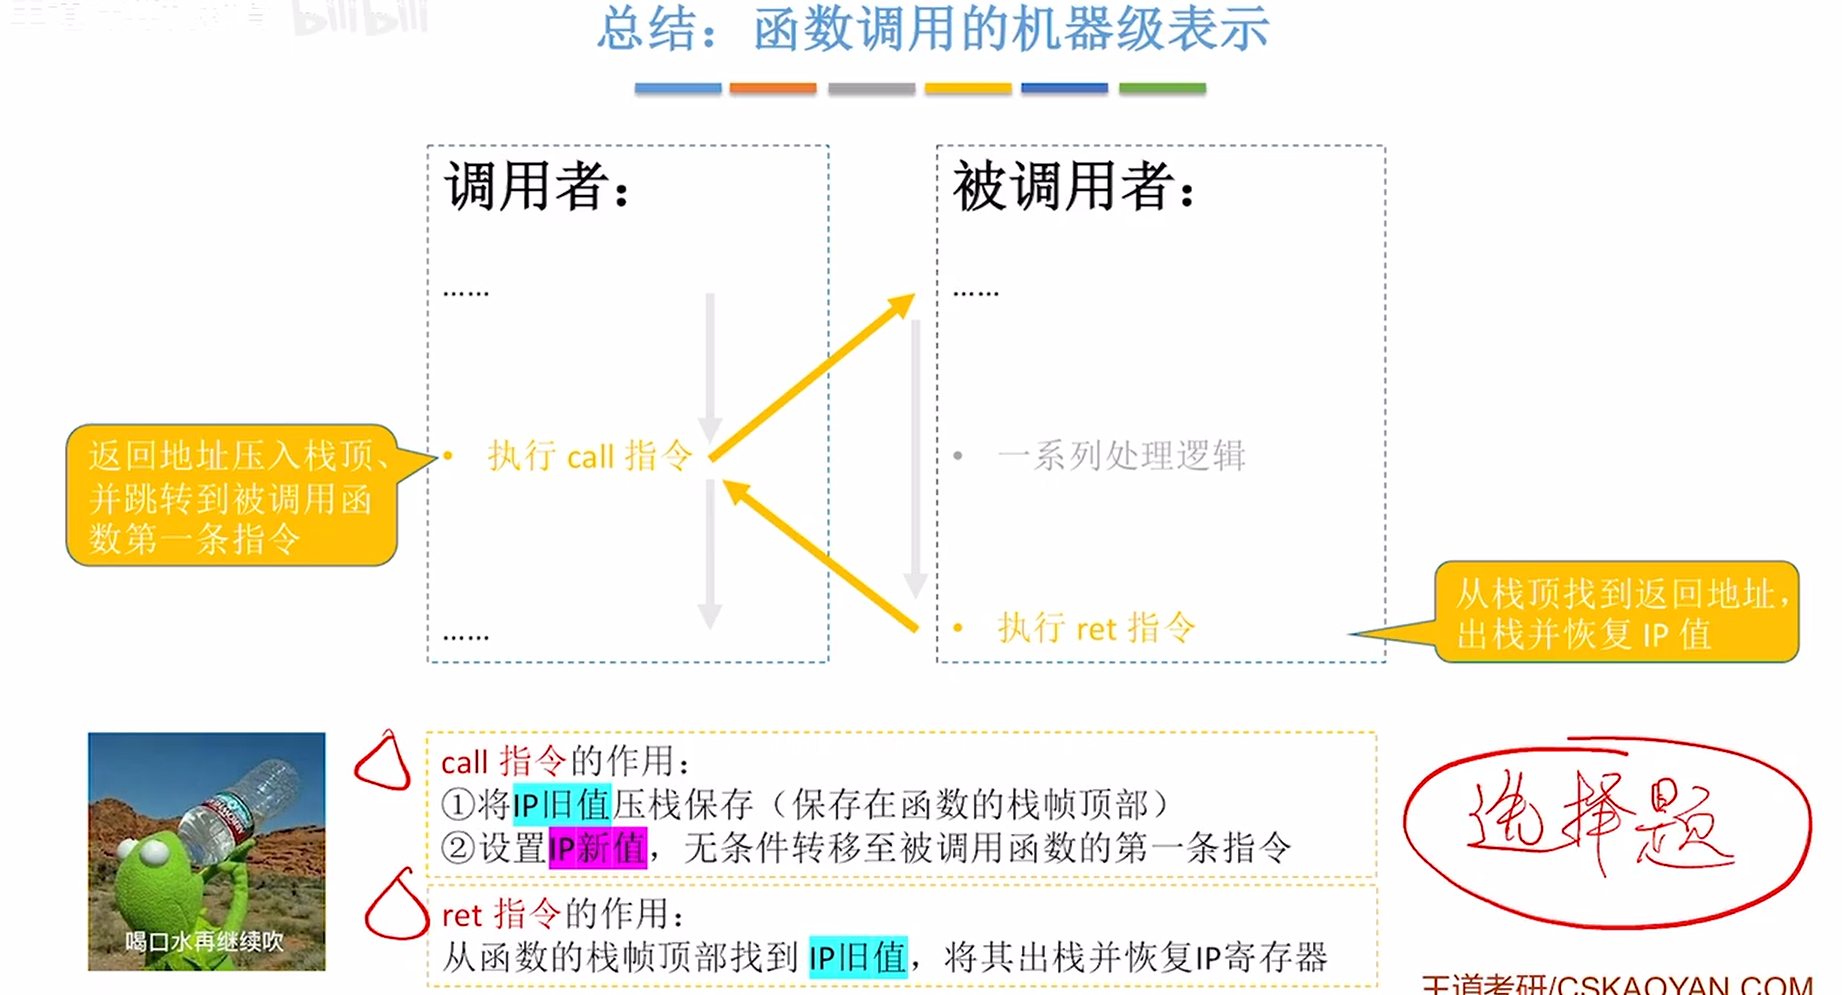 bilibili
总结：函数调用的机器级表示
调用者：
被调用者：
......
......
返回地址压入栈顶、
并跳转到被调用函
数第一条指令
• 执行 call 指令
• 一系列处理逻辑
......
• 执行 ret 指令
从栈顶找到返回地址，
出栈并恢复 IP 值
call 指令的作用：
①将IP旧值压栈保存（保存在函数的栈帧顶部）
②设置IP新值，无条件转移至被调用函数的第一条指令
选择题
喝口水再继续吹
ret 指令的作用：
从函数的栈帧顶部找到 IP旧值，将其出栈并恢复IP寄存器
王道考研/CSKAOYAN.COM